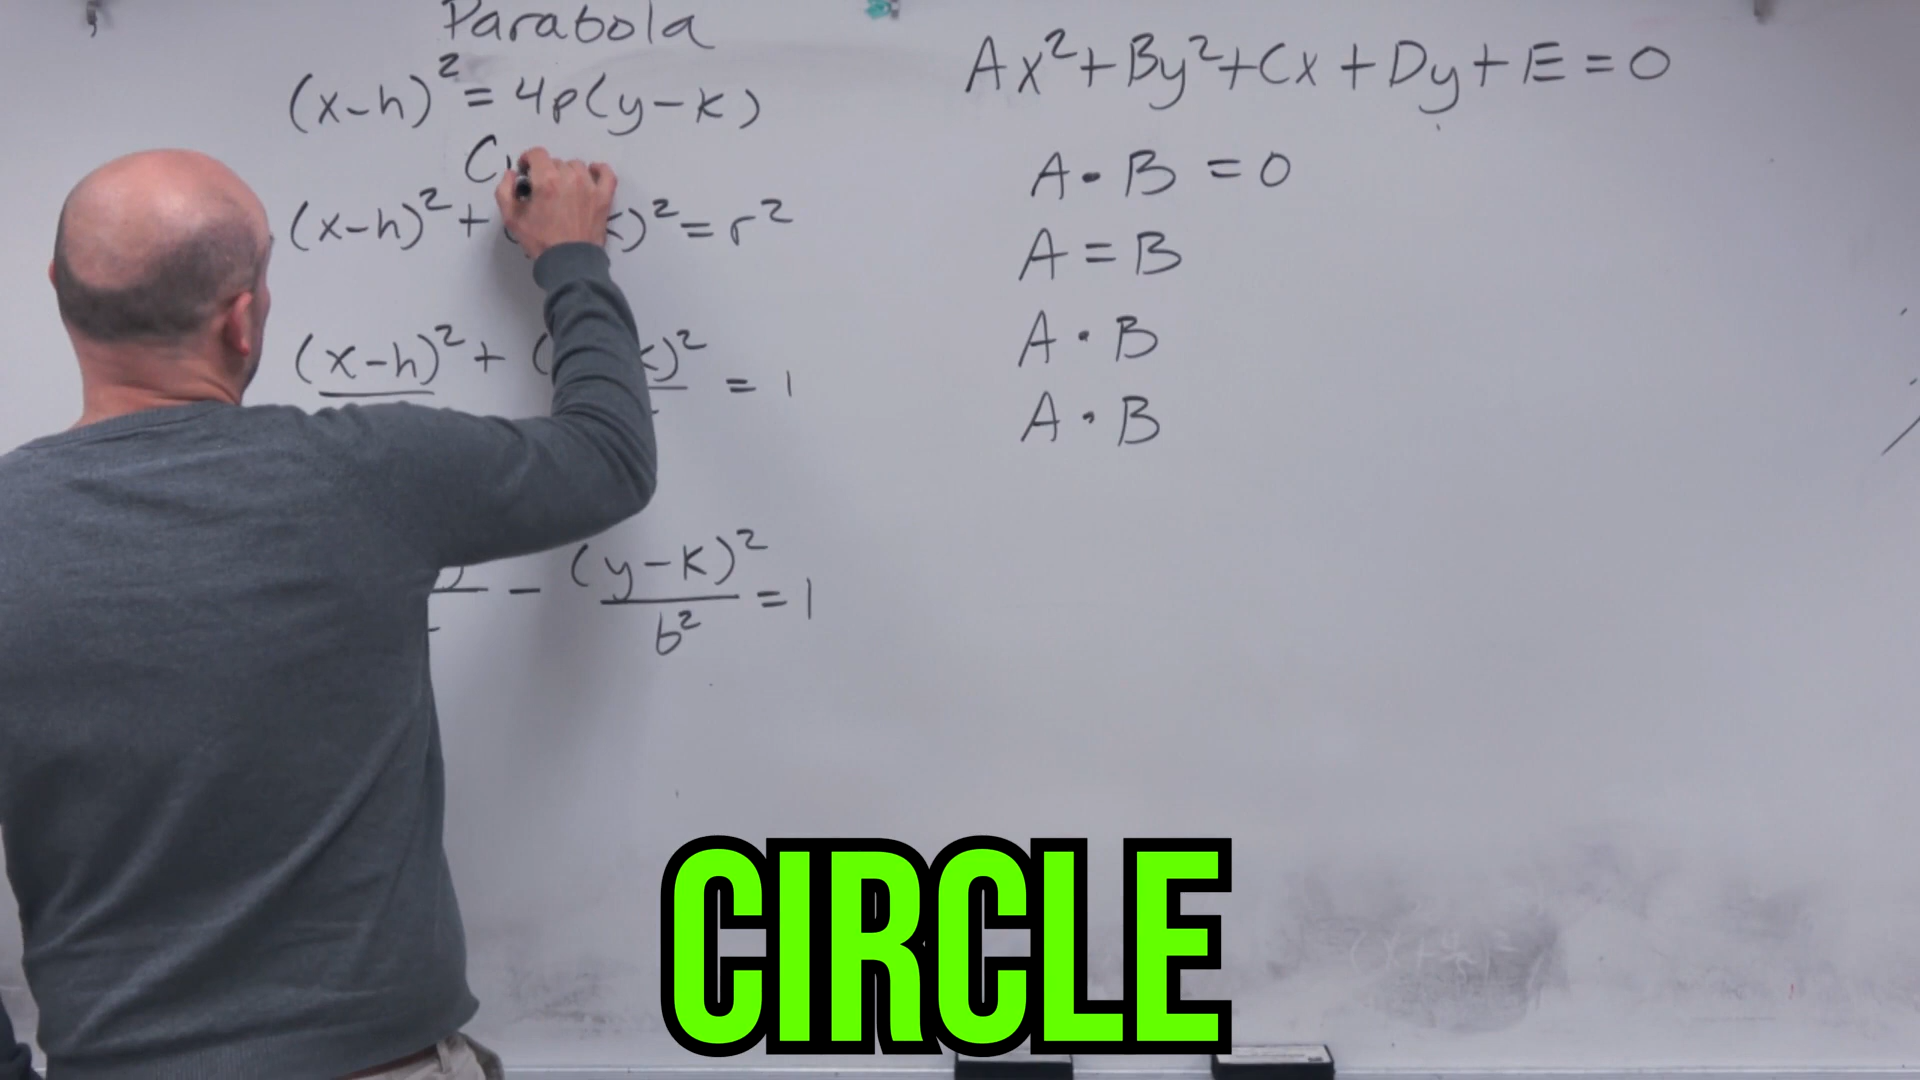 Parabola
(x-h)² = 4p(y-k)
C
(x-h)² + ( k)² = r²
(x-h)² + ( k)² = 1
- (y-k)² = 1
b²
Ax²+By²+Cx+Dy+E=0
A·B = 0
A = B
A·B
A·B
CIRCLE